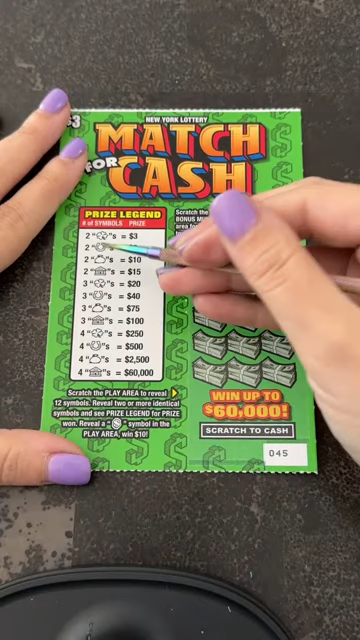 $3
NEW YORK LOTTERY
MATCH
FOR
CASH
PRIZE LEGEND
# of SYMBOLS PRIZE
2 " "s = $3
2 "
2 " "s = $10
2 " "s = $15
3 " "s = $20
3 " "s = $40
3 " "s = $75
3 " "s = $100
4 " "s = $250
4 " "s = $500
4 " "s = $2,500
4 " "s = $60,000
Scratch the PLAY AREA to reveal
12 symbols. Reveal two or more identical
symbols and see PRIZE LEGEND for PRIZE
won. Reveal a " " symbol in the
PLAY AREA, win $10!
Scratch the
BONUS
area
WIN UP TO
$60,000!
SCRATCH TO CASH
045